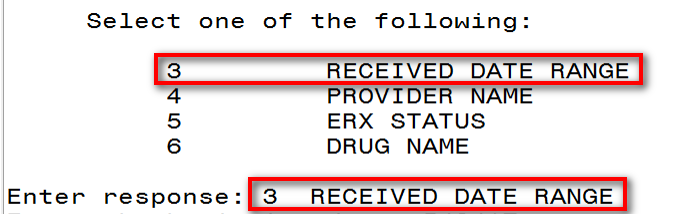 Select one of the following:
3 RECEIVED DATE RANGE
4 PROVIDER NAME
5 ERX STATUS
6 DRUG NAME
Enter response: 3 RECEIVED DATE RANGE